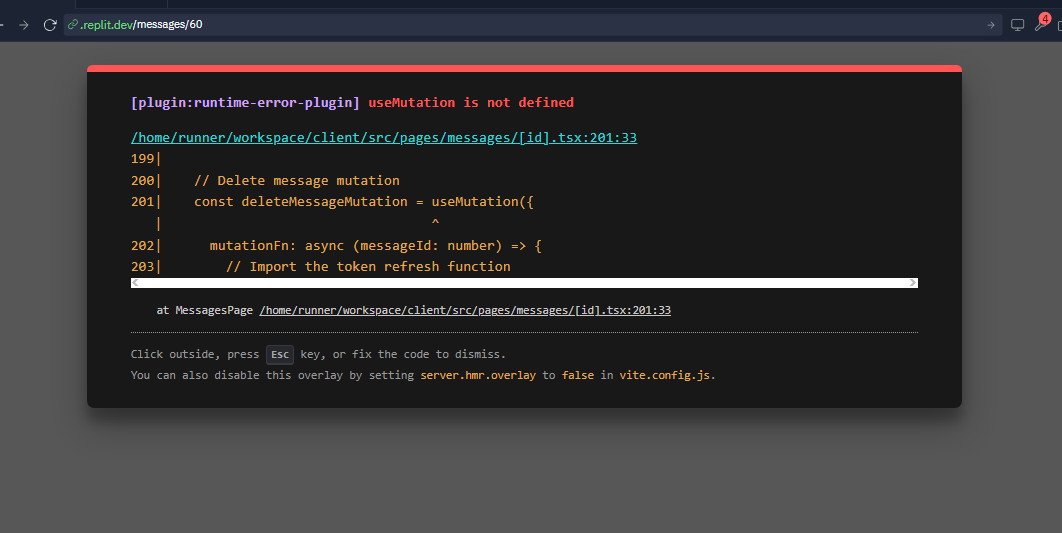 .replit.dev/messages/60
4
[plugin:runtime-error-plugin] useMutation is not defined
/home/runner/workspace/client/src/pages/messages/[id].tsx:201:33
199|
200|    // Delete message mutation
201|    const deleteMessageMutation = useMutation({
   |                                  ^
202|      mutationFn: async (messageId: number) => {
203|        // Import the token refresh function
at MessagesPage /home/runner/workspace/client/src/pages/messages/[id].tsx:201:33
Click outside, press Esc key, or fix the code to dismiss.
You can also disable this overlay by setting server.hmr.overlay to false in vite.config.js.